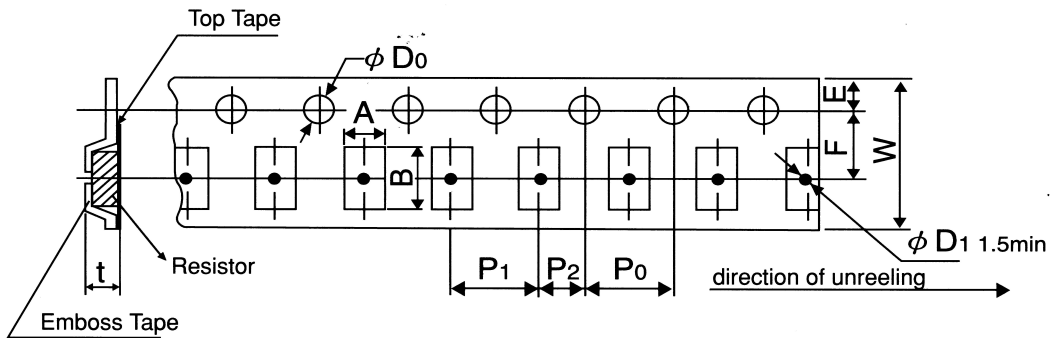 Top Tape
φ D0
A
B
E
F
W
φ D1 1.5min
t
Resistor
P1
P2
P0
direction of unreeling
Emboss Tape